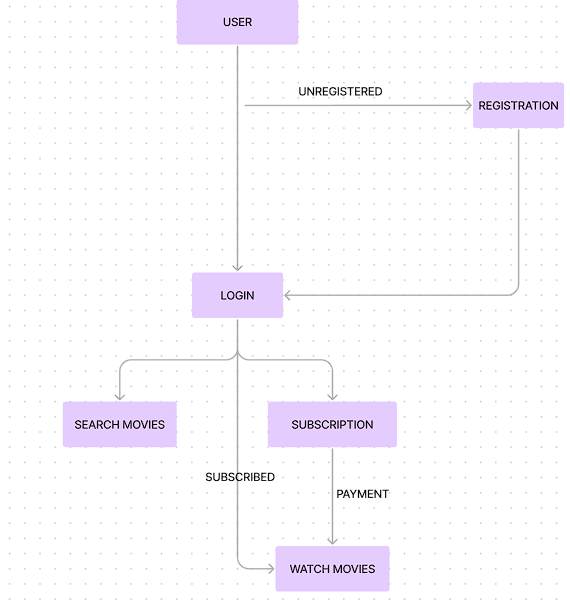 USER
UNREGISTERED
REGISTRATION
LOGIN
SEARCH MOVIES
SUBSCRIPTION
SUBSCRIBED
PAYMENT
WATCH MOVIES